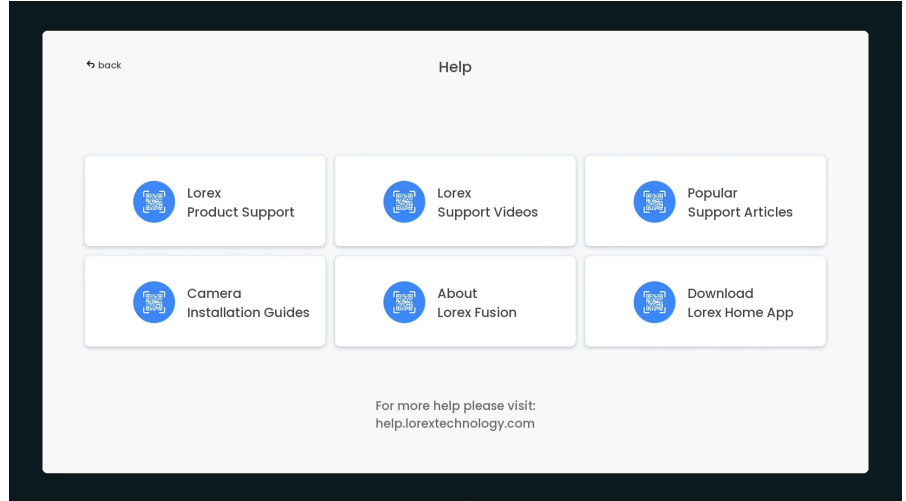 back
Help
Lorex
Product Support
Lorex
Support Videos
Popular
Support Articles
Camera
Installation Guides
About
Lorex Fusion
Download
Lorex Home App
For more help please visit:
help.lorextechnology.com